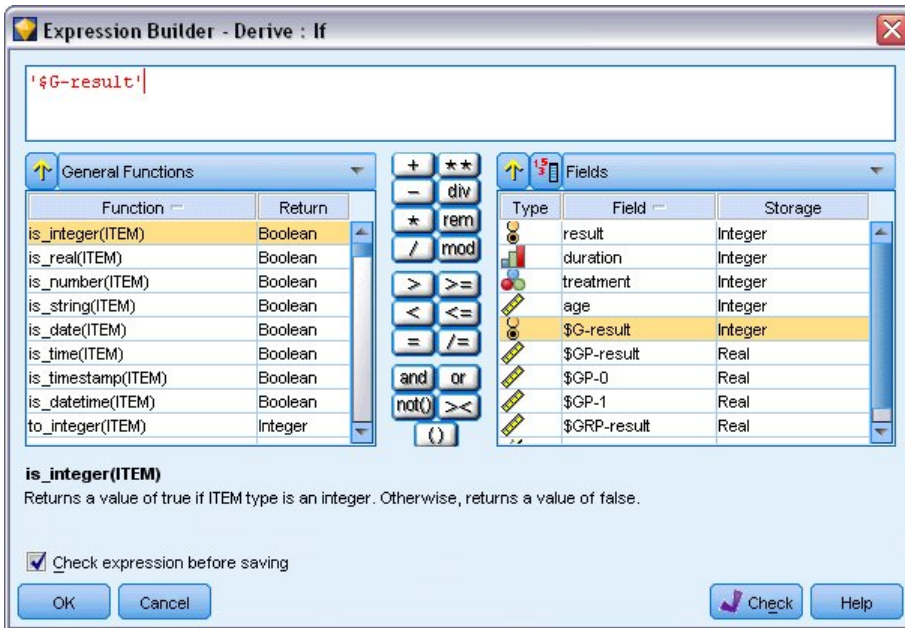 Expression Builder - Derive : If
'$G-result'
General Functions
Function Return
is_integer(ITEM) Boolean
is_real(ITEM) Boolean
is_number(ITEM) Boolean
is_string(ITEM) Boolean
is_date(ITEM) Boolean
is_time(ITEM) Boolean
is_timestamp(ITEM) Boolean
is_datetime(ITEM) Boolean
to_integer(ITEM) Integer
+ **
- div
* rem
/ mod
> >=
< <=
= /=
and or
not() ><
()
Fields
Type Field Storage
result Integer
duration Integer
treatment Integer
age Integer
$G-result Integer
$GP-result Real
$GP-0 Real
$GP-1 Real
$GRP-result Real
is_integer(ITEM)
Returns a value of true if ITEM type is an integer. Otherwise, returns a value of false.
Check expression before saving
OK Cancel Check Help